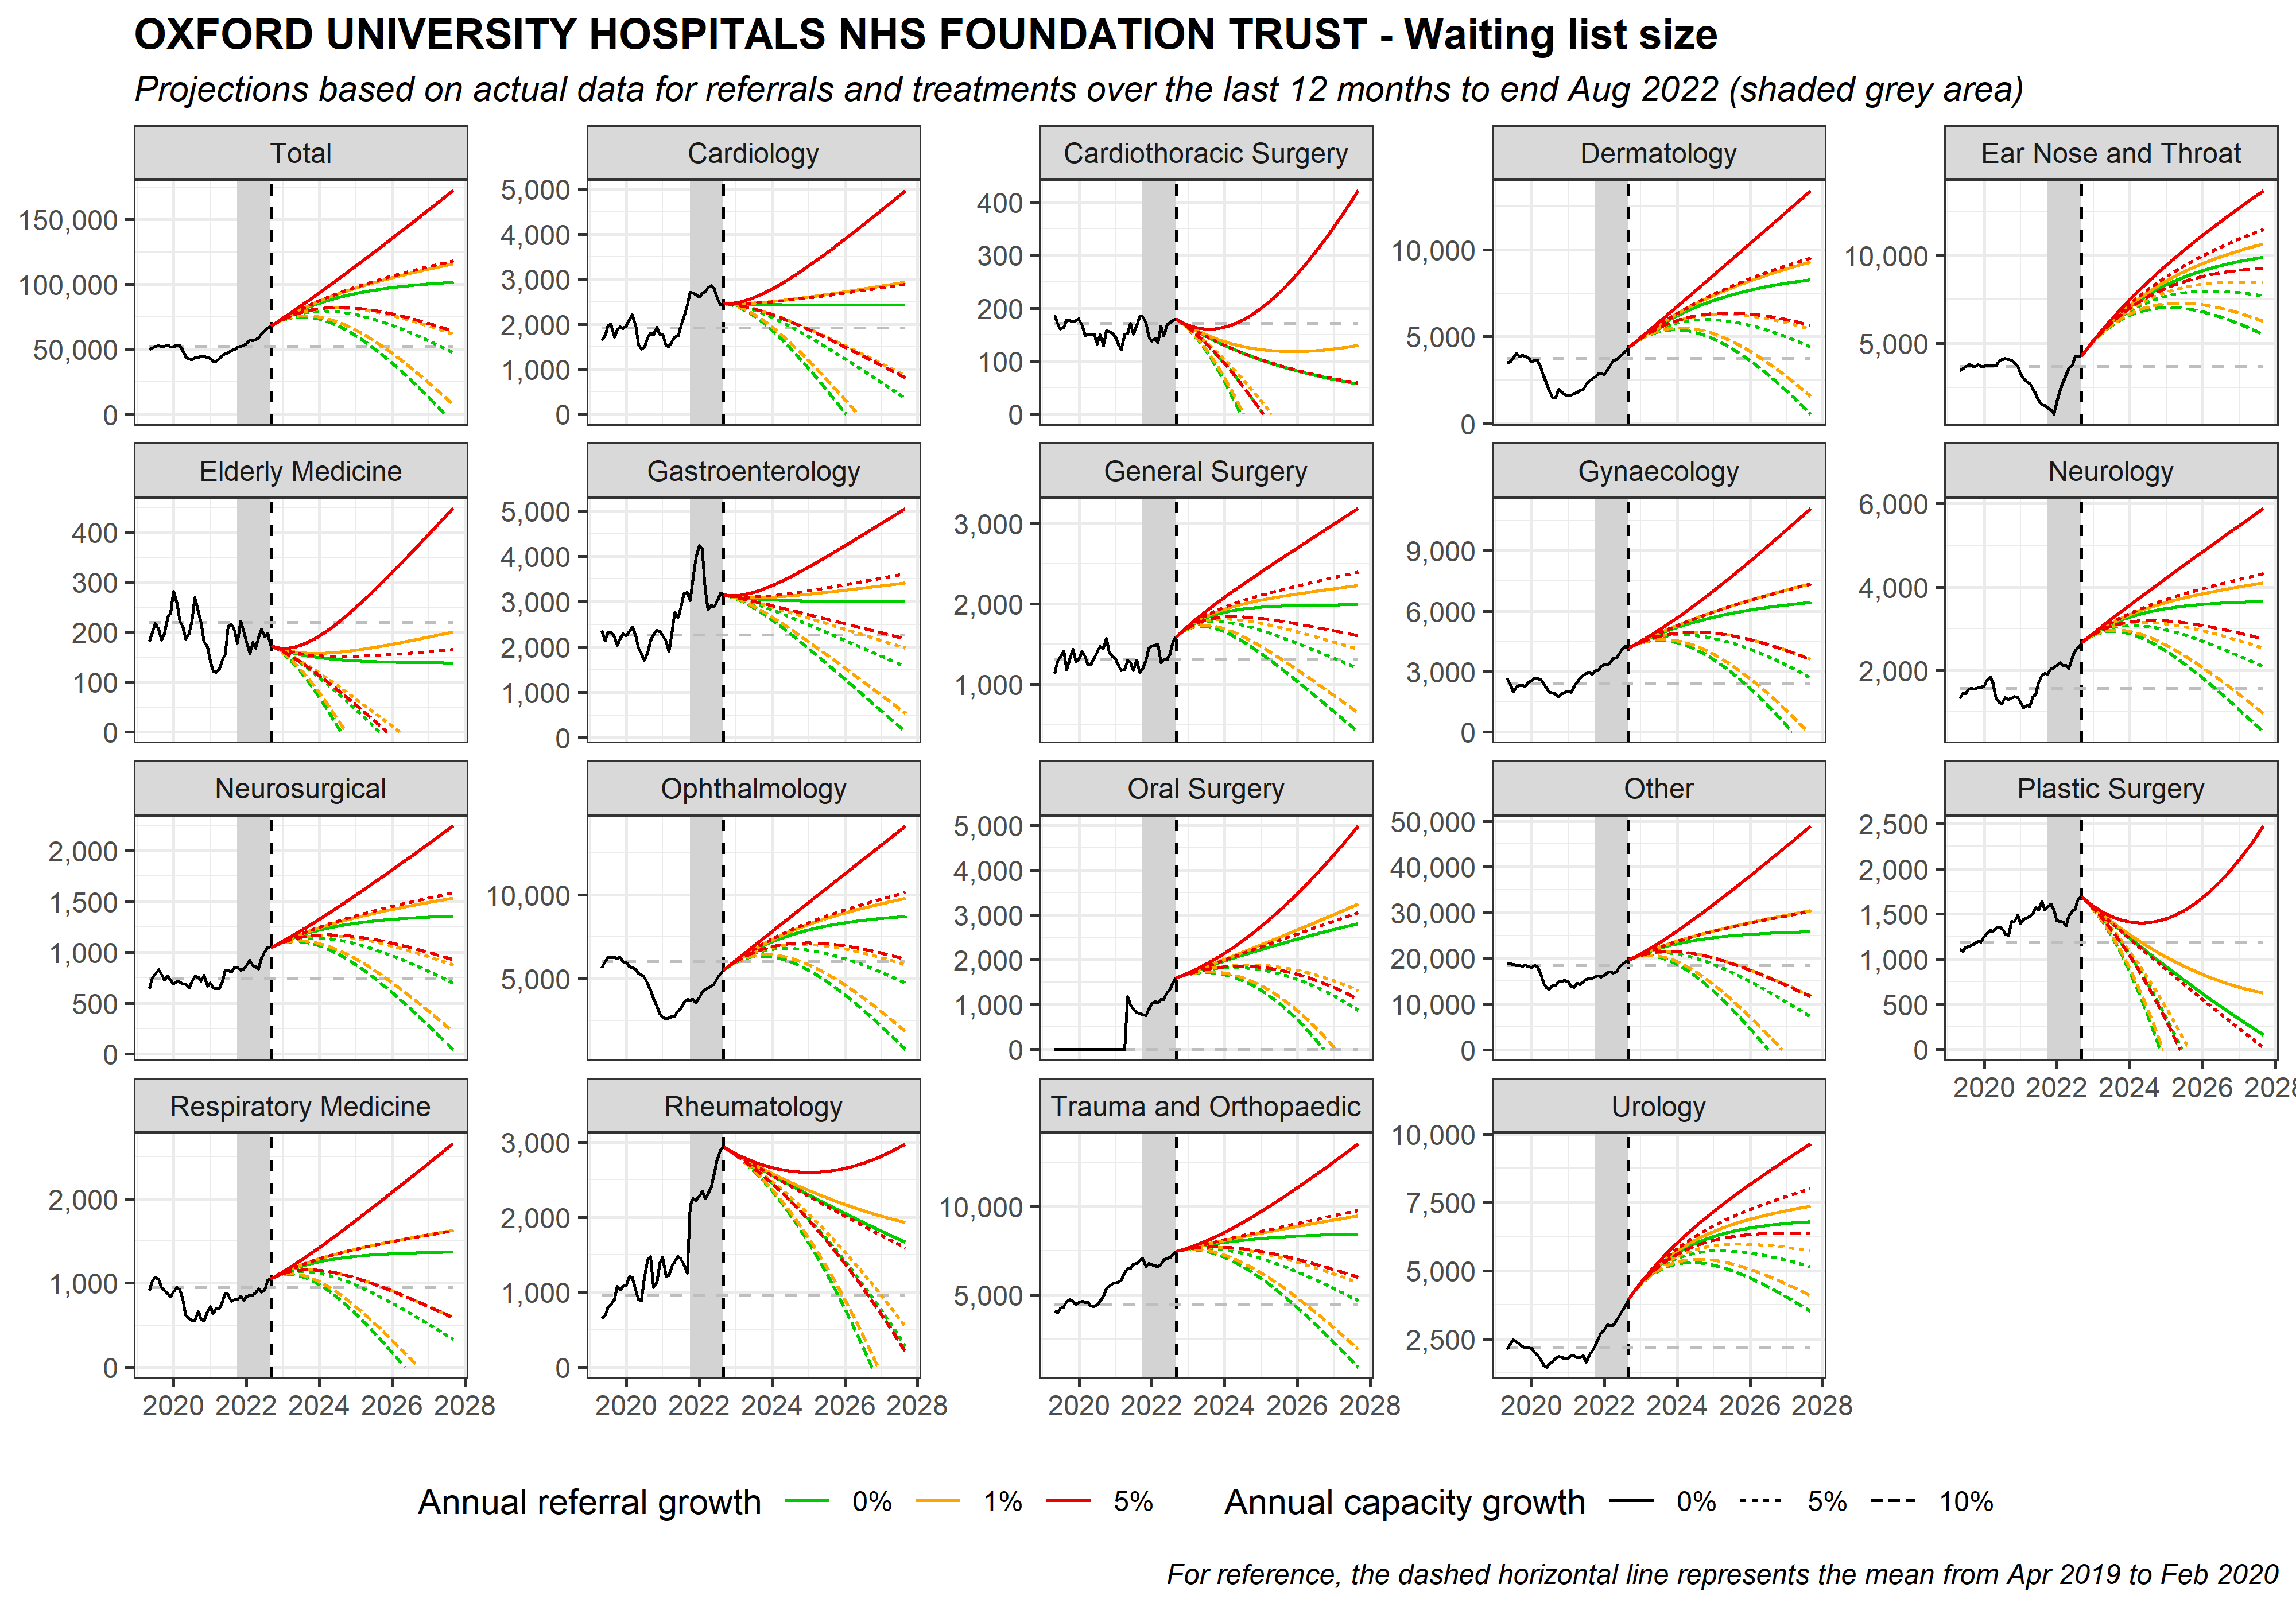 OXFORD UNIVERSITY HOSPITALS NHS FOUNDATION TRUST - Waiting list size
Projections based on actual data for referrals and treatments over the last 12 months to end Aug 2022 (shaded grey area)
Total
150,000
100,000
50,000
0
Cardiology
5,000
4,000
3,000
2,000
1,000
0
Cardiothoracic Surgery
400
300
200
100
0
Dermatology
10,000
5,000
0
Ear Nose and Throat
10,000
5,000
Elderly Medicine
400
300
200
100
0
Gastroenterology
5,000
4,000
3,000
2,000
1,000
0
General Surgery
3,000
2,000
1,000
Gynaecology
9,000
6,000
3,000
0
Neurology
6,000
4,000
2,000
Neurosurgical
2,000
1,500
1,000
500
0
Ophthalmology
10,000
5,000
Oral Surgery
5,000
4,000
3,000
2,000
1,000
0
Other
50,000
40,000
30,000
20,000
10,000
0
Plastic Surgery
2,500
2,000
1,500
1,000
500
0
2020 2022 2024 2026 2028
Respiratory Medicine
2,000
1,000
0
2020 2022 2024 2026 2028
Rheumatology
3,000
2,000
1,000
0
2020 2022 2024 2026 2028
Trauma and Orthopaedic
10,000
5,000
2020 2022 2024 2026 2028
Urology
10,000
7,500
5,000
2,500
2020 2022 2024 2026 2028
Annual referral growth 0% 1% 5% Annual capacity growth 0% 5% 10%
For reference, the dashed horizontal line represents the mean from Apr 2019 to Feb 2020